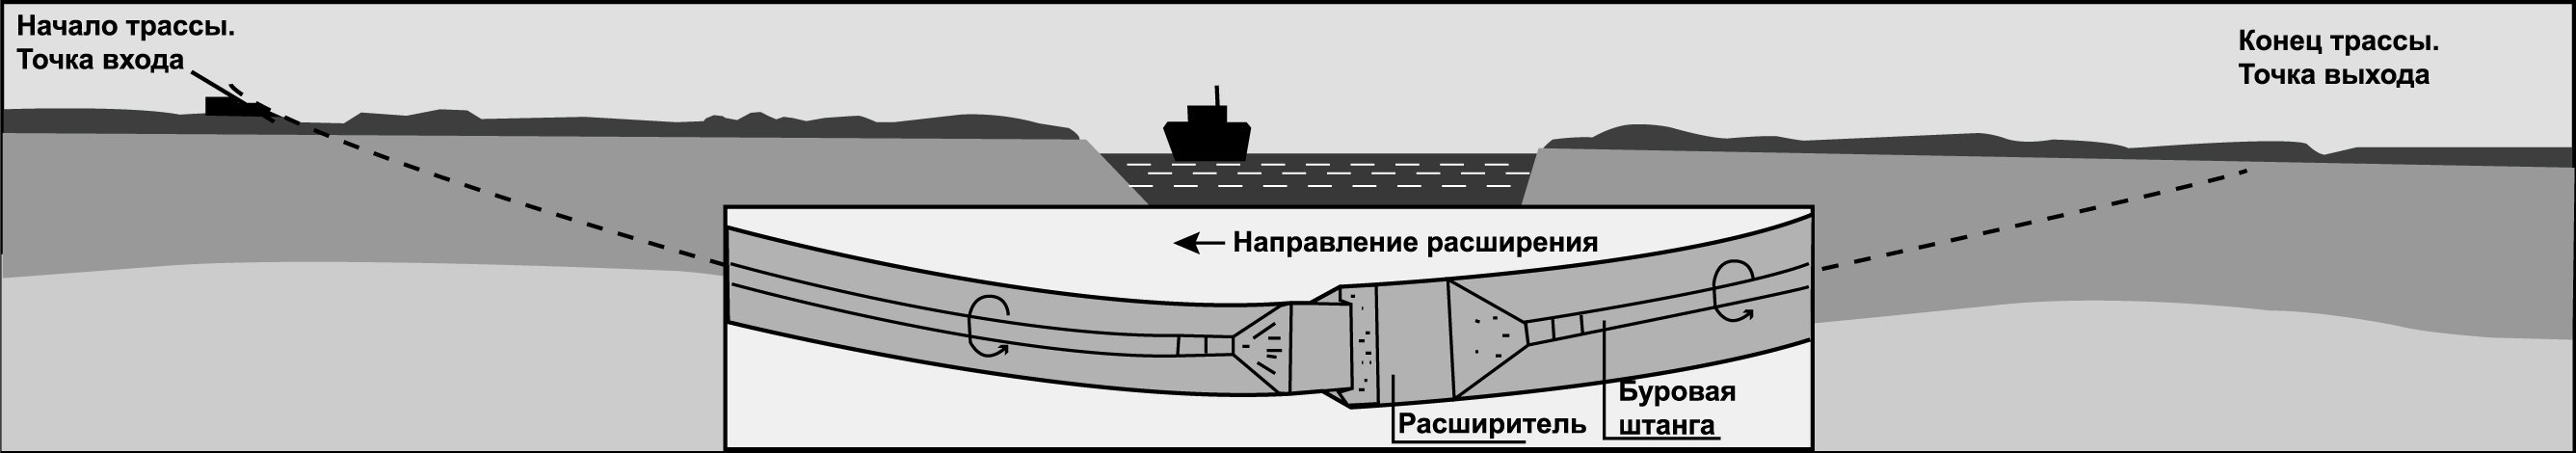 Начало трассы.
Точка входа
Конец трассы.
Точка выхода
Направление расширения
Расширитель
Буровая
штанга